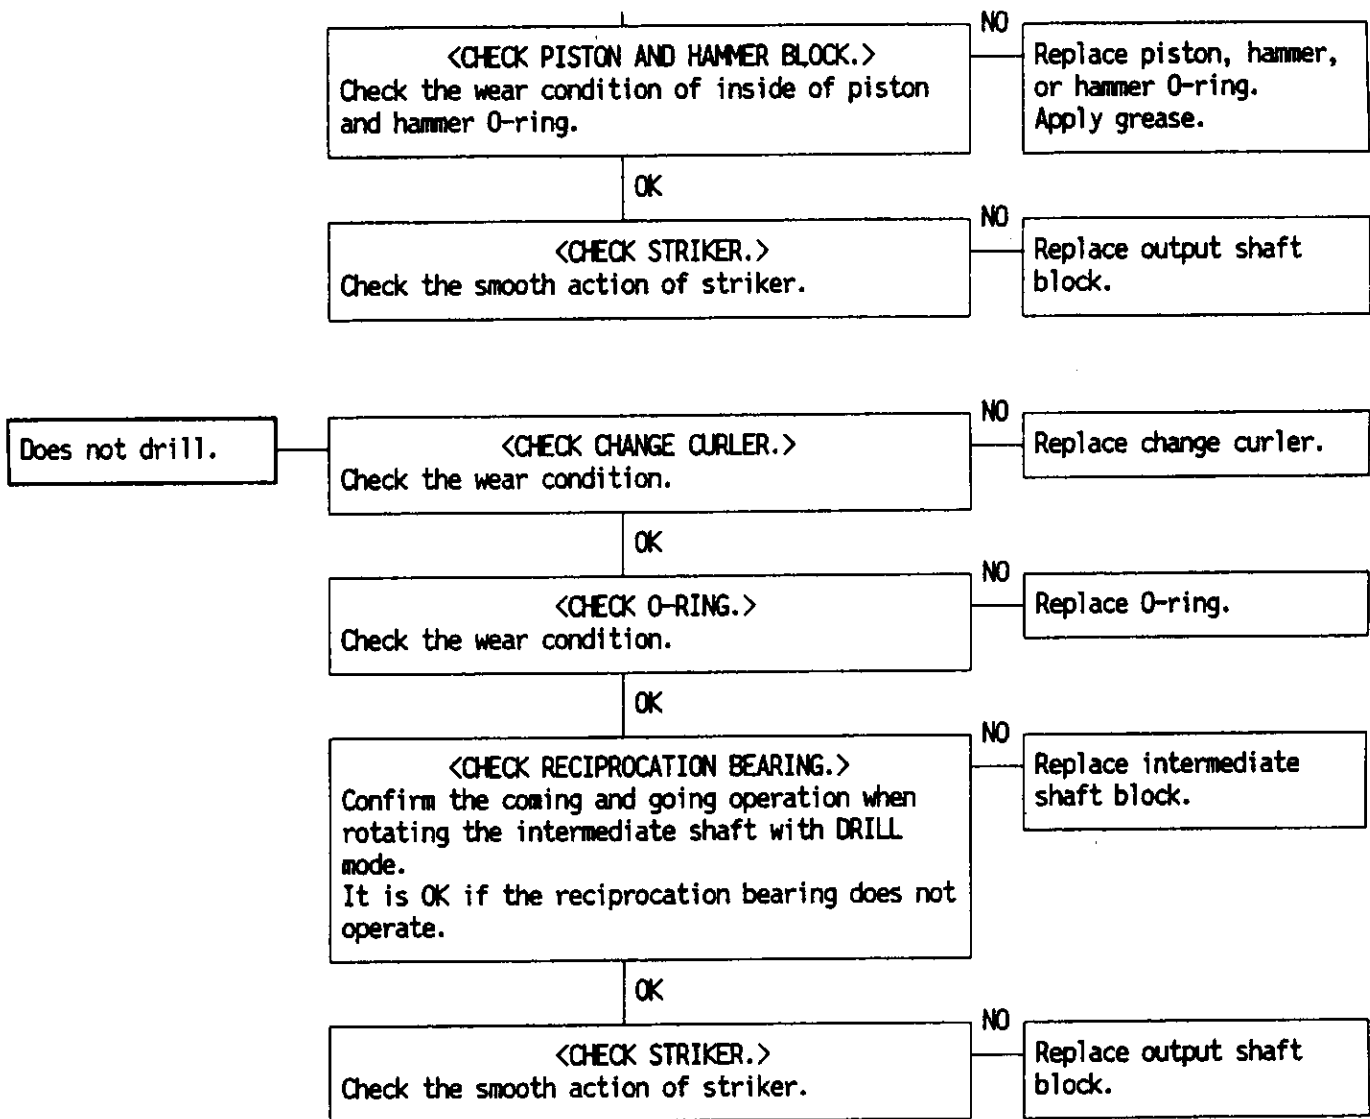 <CHECK PISTON AND HAMMER BLOCK.>
Check the wear condition of inside of piston
and hammer O-ring.
NO
Replace piston, hammer,
or hammer O-ring.
Apply grease.
OK
<CHECK STRIKER.>
Check the smooth action of striker.
NO
Replace output shaft
block.
Does not drill.
<CHECK CHANGE CURLER.>
Check the wear condition.
NO
Replace change curler.
OK
<CHECK O-RING.>
Check the wear condition.
NO
Replace O-ring.
OK
<CHECK RECIPROCATION BEARING.>
Confirm the coming and going operation when
rotating the intermediate shaft with DRILL
mode.
It is OK if the reciprocation bearing does not
operate.
NO
Replace intermediate
shaft block.
OK
<CHECK STRIKER.>
Check the smooth action of striker.
NO
Replace output shaft
block.